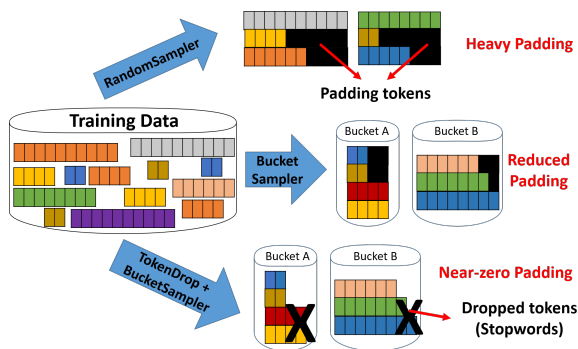 RandomSampler
Heavy Padding
Padding tokens
Training Data
Bucket
Sampler
Bucket A
Bucket B
Reduced
Padding
TokenDrop +
BucketSampler
Bucket A
Bucket B
Near-zero Padding
X
X
Dropped tokens
(Stopwords)